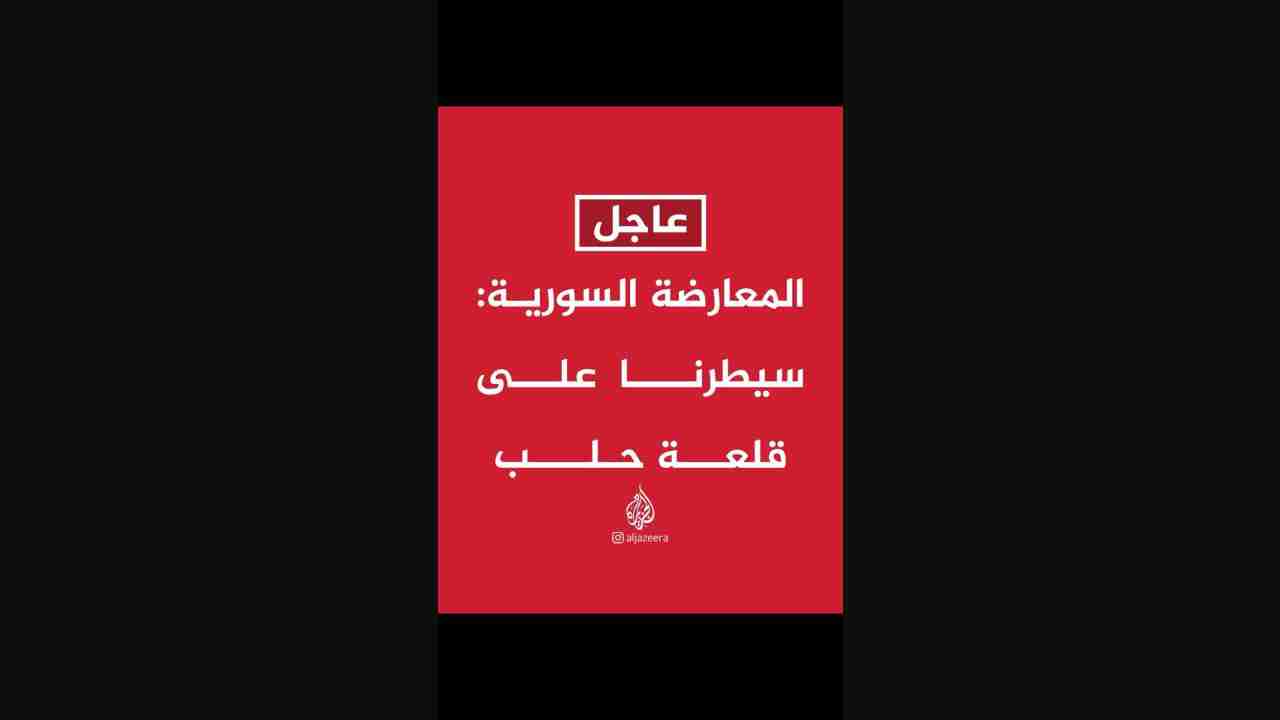 عاجل
المعارضة السورية:
سيطرنا على
قلعة حلب
aljazeera